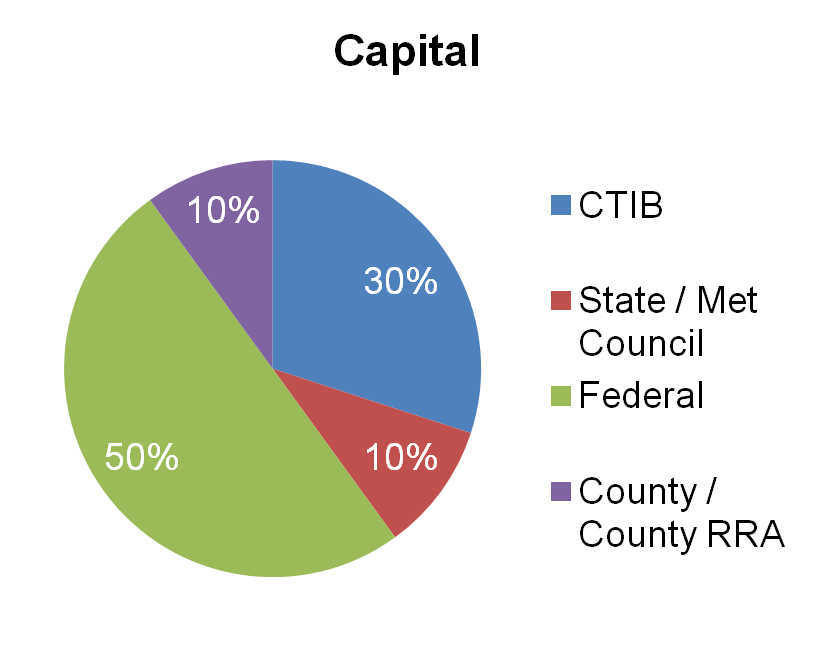 Capital
10%
30%
50%
10%
CTIB
State / Met
Council
Federal
County /
County RRA